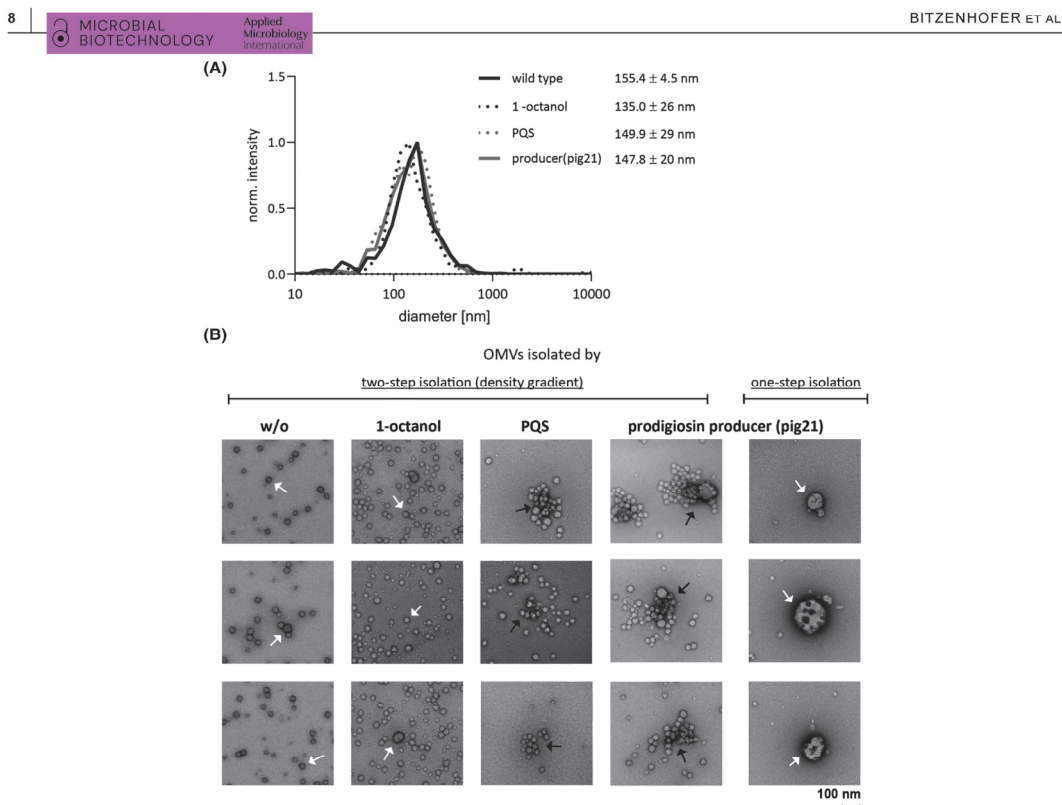 8
MICROBIAL
BIOTECHNOLOGY
Applied
Microbiology
International
BITZENHOFER ET AL.
(A)
1.5
1.0
0.5
0.0
norm. intensity
10
100
1000
10000
diameter [nm]
wild type 155.4 ± 4.5 nm
1-octanol 135.0 ± 26 nm
PQS 149.9 ± 29 nm
producer(pig21) 147.8 ± 20 nm
(B)
OMVs isolated by
two-step isolation (density gradient)
one-step isolation
w/o
1-octanol
PQS
prodigiosin producer (pig21)
100 nm